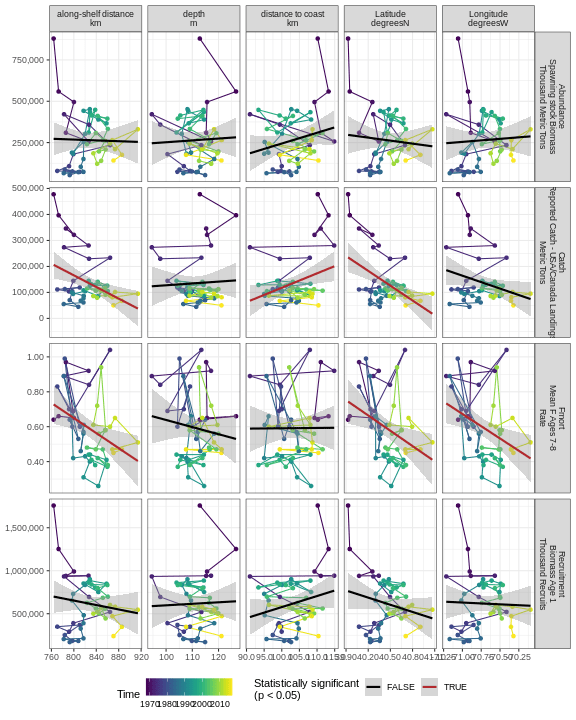 along-shelf distance
km
depth
m
distance to coast
km
Latitude
degreesN
Longitude
degreesW
750,000
500,000
250,000
Abundance
Spawning stock Biomass
Thousand Metric Tons
500,000
400,000
300,000
200,000
100,000
0
Catch
Reported Catch - USA/Canada Landings
Metric Tons
1.00
0.80
0.60
0.40
Fmort
Mean F Ages 7-8
Rate
1,500,000
1,000,000
500,000
Recruitment
Biomass Age 1
Thousand Recruits
760 800 840 880 920
100 110 120
Time
1970 1980 1990 2000 2010
Statistically significant
(p < 0.05)
FALSE
TRUE